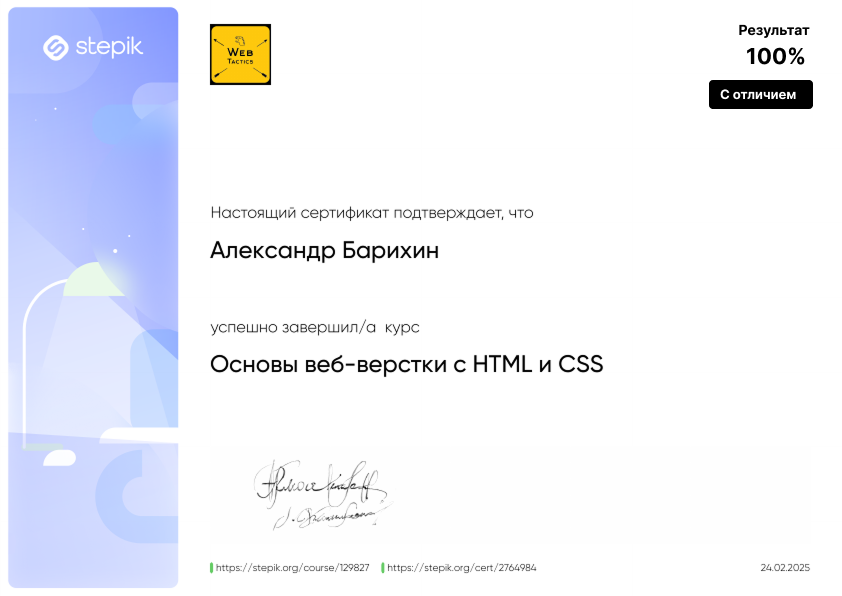 stepik
WEB
TACTICS
Результат
100%
С отличием
Настоящий сертификат подтверждает, что
Александр Барихин
успешно завершил/а курс
Основы веб-верстки с HTML и CSS
https://stepik.org/course/129827 https://stepik.org/cert/2764984
24.02.2025